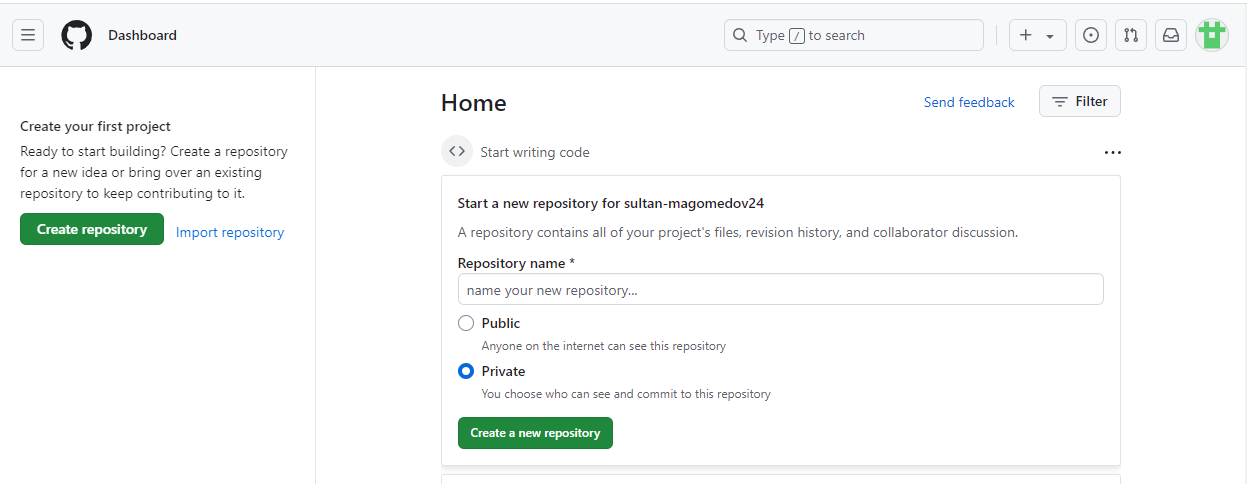 Dashboard
Type / to search
Create your first project
Ready to start building? Create a repository
for a new idea or bring over an existing
repository to keep contributing to it.
Create repository
Import repository
Home
Send feedback
Filter
Start writing code
Start a new repository for sultan-magomedov24
A repository contains all of your project's files, revision history, and collaborator discussion.
Repository name *
name your new repository...
Public
Anyone on the internet can see this repository
Private
You choose who can see and commit to this repository
Create a new repository